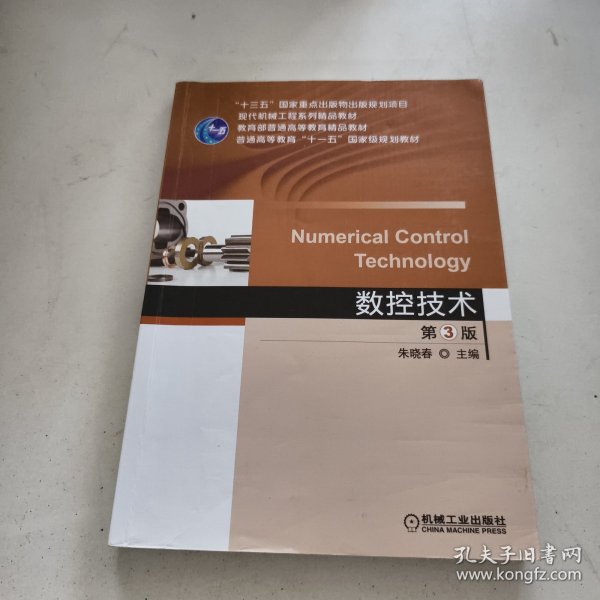 “十三五”国家重点出版物出版规划项目
现代机械工程系列精品教材
教育部普通高等教育精品教材
普通高等教育“十一五”国家级规划教材
十一五
Numerical Control
Technology
数控技术
第3版
朱晓春 ◎ 主编
机械工业出版社
CHINA MACHINE PRESS
孔夫子旧书网
www.kongfz.com